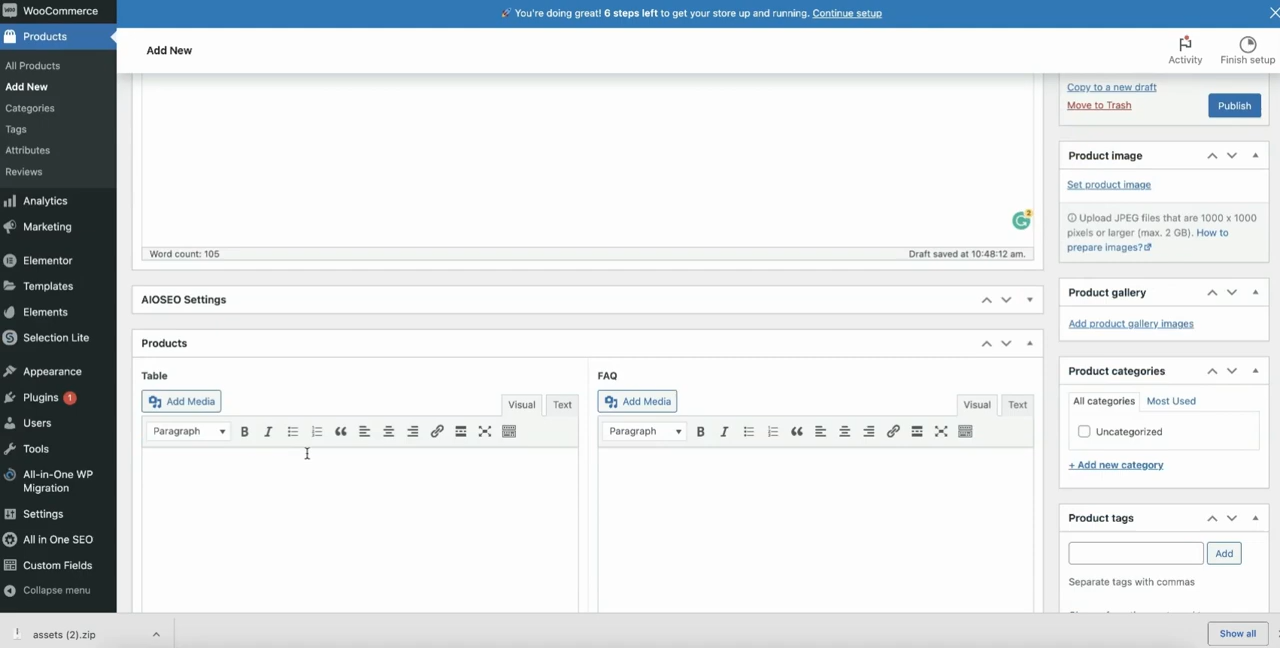 WooCommerce
🚀 You're doing great! 6 steps left to get your store up and running. Continue setup
Products
Add New
Activity
Finish setup
All Products
Add New
Categories
Tags
Attributes
Reviews
Analytics
Marketing
Elementor
Templates
Elements
Selection Lite
Appearance
Plugins 1
Users
Tools
All-in-One WP
Migration
Settings
All in One SEO
Custom Fields
Collapse menu
2
Word count: 105
Draft saved at 10:48:12 am.
AIOSEO Settings
Products
Table
Add Media
Visual
Text
Paragraph
B I
FAQ
Add Media
Visual
Text
Paragraph
B I
Copy to a new draft
Move to Trash
Publish
Product image
Set product image
Upload JPEG files that are 1000 x 1000
pixels or larger (max. 2 GB). How to
prepare images?
Product gallery
Add product gallery images
Product categories
All categories
Most Used
Uncategorized
+ Add new category
Product tags
Add
Separate tags with commas
assets (2).zip
Show all